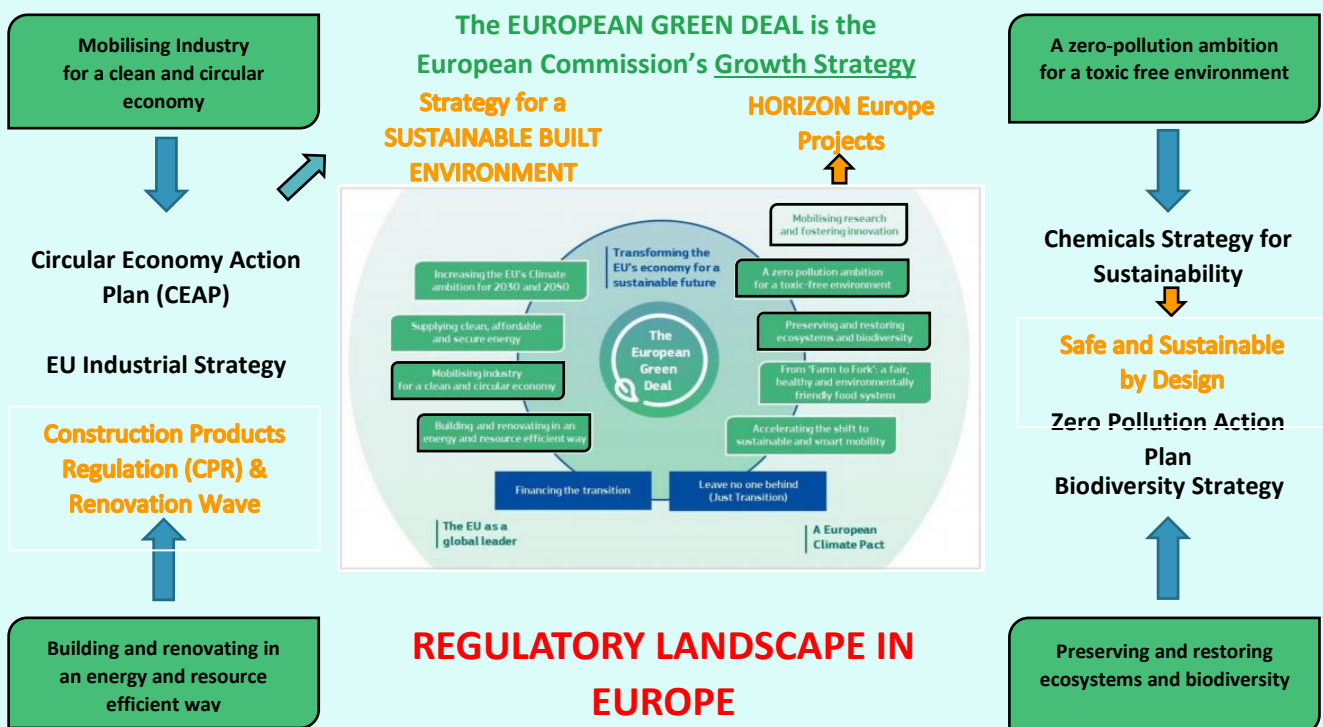 Mobilising Industry
for a clean and circular
economy
The EUROPEAN GREEN DEAL is the
European Commission’s Growth Strategy
Strategy for a
SUSTAINABLE BUILT
ENVIRONMENT
HORIZON Europe
Projects
A zero-pollution ambition
for a toxic free environment
Circular Economy Action
Plan (CEAP)
EU Industrial Strategy
Construction Products
Regulation (CPR) &
Renovation Wave
Mobilising research
and fostering innovation
Transforming the
EU's economy for a
sustainable future
Increasing the EU's Climate
ambition for 2030 and 2050
A zero pollution ambition
for a toxic-free environment
Supplying clean, affordable
and secure energy
Preserving and restoring
ecosystems and biodiversity
The
European
Green
Deal
Mobilising industry
for a clean and circular economy
From 'Farm to Fork': a fair,
healthy and environmentally
friendly food system
Building and renovating in an
energy and resource efficient way
Accelerating the shift to
sustainable and smart mobility
Financing the transition
Leave no one behind
(Just Transition)
The EU as a
global leader
A European
Climate Pact
Chemicals Strategy for
Sustainability
Safe and Sustainable
by Design
Zero Pollution Action
Plan
Biodiversity Strategy
Building and renovating in
an energy and resource
efficient way
REGULATORY LANDSCAPE IN
EUROPE
Preserving and restoring
ecosystems and biodiversity